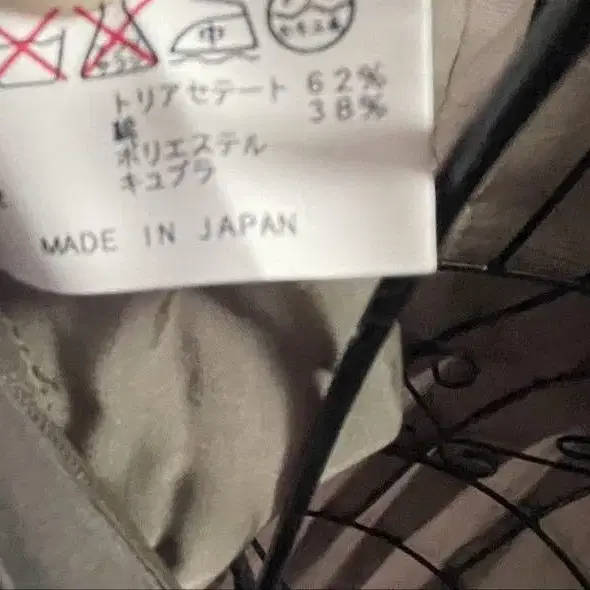 中
トリアセテート 62%
38%
ポリエステル
キュプラ
MADE IN JAPAN